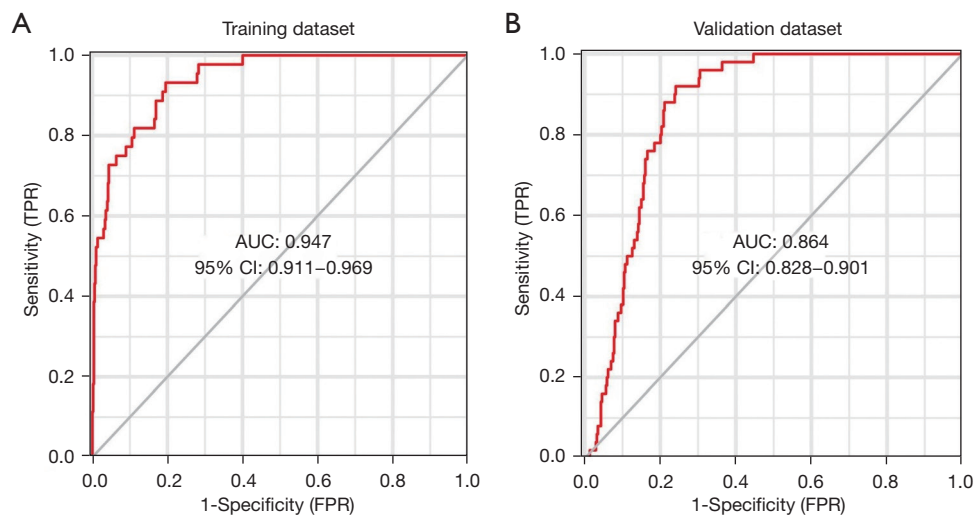 A
Training dataset
1.0
0.8
0.6
0.4
0.2
0.0
Sensitivity (TPR)
AUC: 0.947
95% CI: 0.911–0.969
0.0 0.2 0.4 0.6 0.8 1.0
1-Specificity (FPR)
B
Validation dataset
1.0
0.8
0.6
0.4
0.2
0.0
Sensitivity (TPR)
AUC: 0.864
95% CI: 0.828–0.901
0.0 0.2 0.4 0.6 0.8 1.0
1-Specificity (FPR)